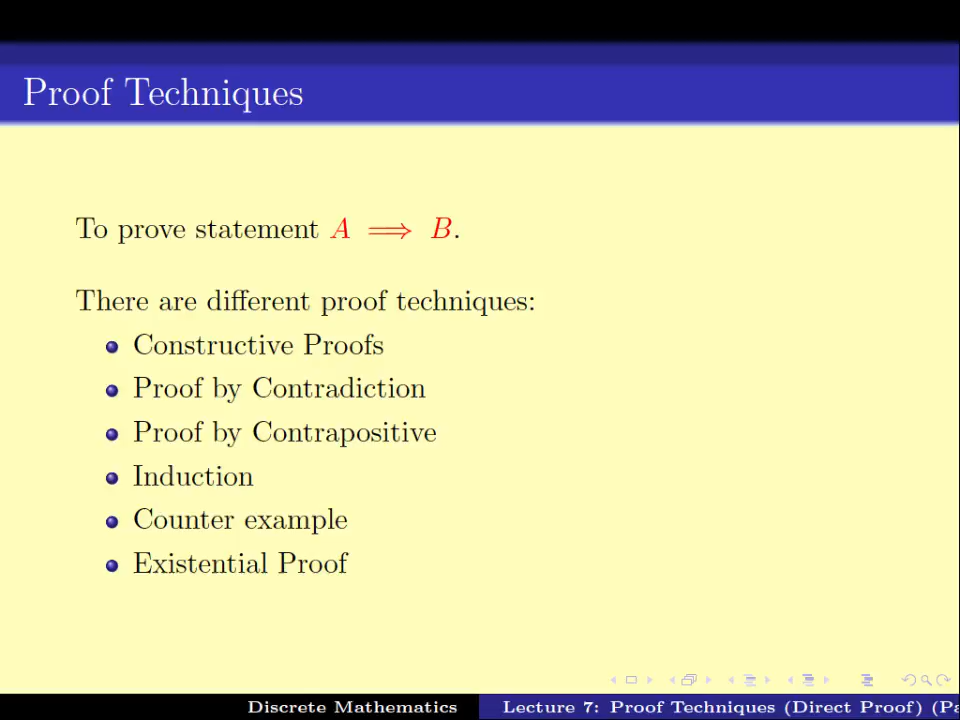 Proof Techniques
To prove statement A ⟹ B.
There are different proof techniques:
Constructive Proofs
Proof by Contradiction
Proof by Contrapositive
Induction
Counter example
Existential Proof
Discrete Mathematics
Lecture 7: Proof Techniques (Direct Proof) (Pa